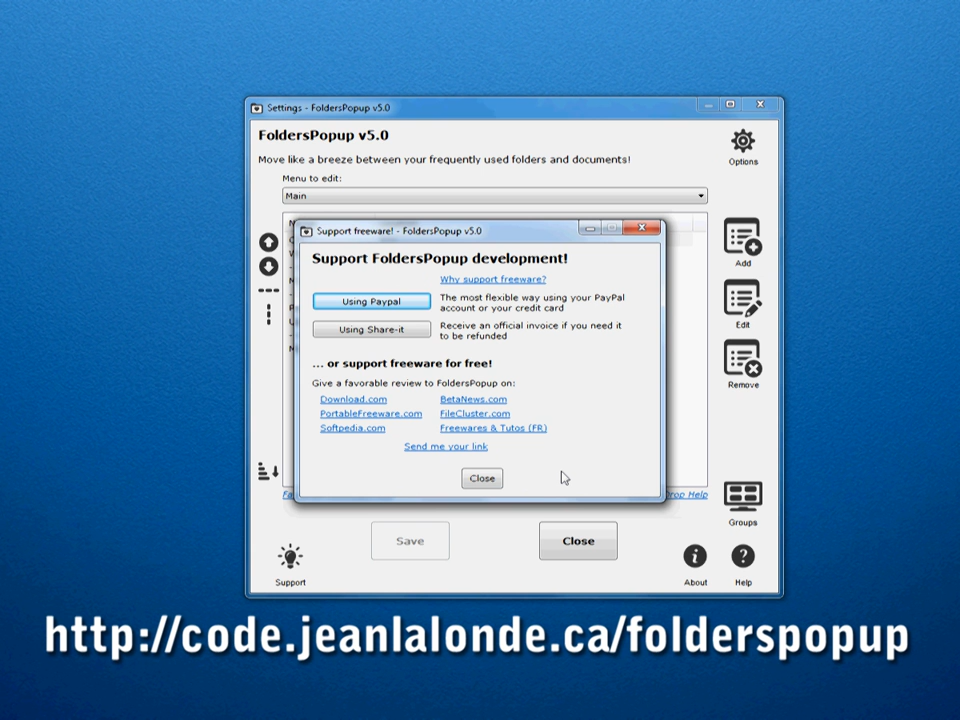 Settings - FoldersPopup v5.0
FoldersPopup v5.0
Move like a breeze between your frequently used folders and documents!
Menu to edit:
Main
Options
Add
Edit
Remove
Groups
Support freeware! - FoldersPopup v5.0
Support FoldersPopup development!
Why support freeware?
Using Paypal
The most flexible way using your PayPal
account or your credit card
Using Share-it
Receive an official invoice if you need it
to be refunded
... or support freeware for free!
Give a favorable review to FoldersPopup on:
Download.com BetaNews.com
PortableFreeware.com FileCluster.com
Softpedia.com Freewares & Tutos (FR)
Send me your link
Close
Help
Save
Close
Support
About
Help
http://code.jeanlalonde.ca/folderspopup